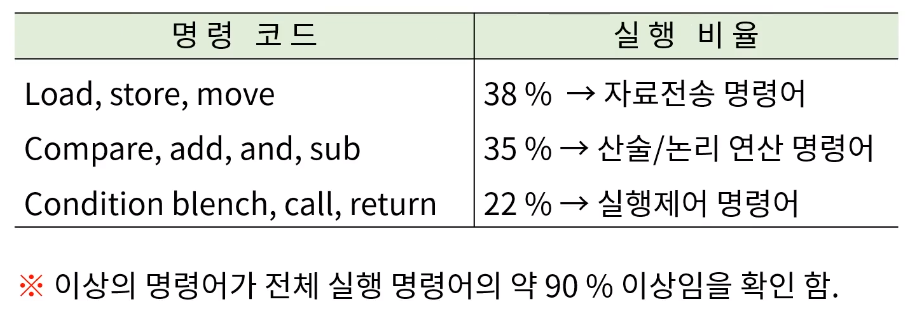 명령 코드 실행 비율
Load, store, move 38 % → 자료전송 명령어
Compare, add, and, sub 35 % → 산술/논리 연산 명령어
Condition blench, call, return 22 % → 실행제어 명령어
※ 이상의 명령어가 전체 실행 명령어의 약 90 % 이상임을 확인 함.